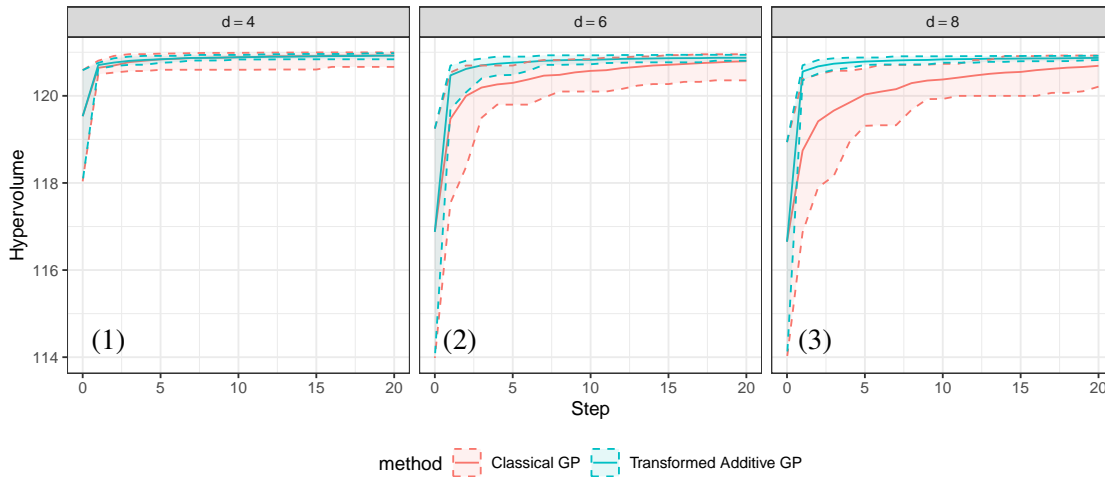 d = 4
d = 6
d = 8
Hypervolume
120
118
116
114
(1)
(2)
(3)
0 5 10 15 20
0 5 10 15 20
0 5 10 15 20
Step
method Classical GP Transformed Additive GP